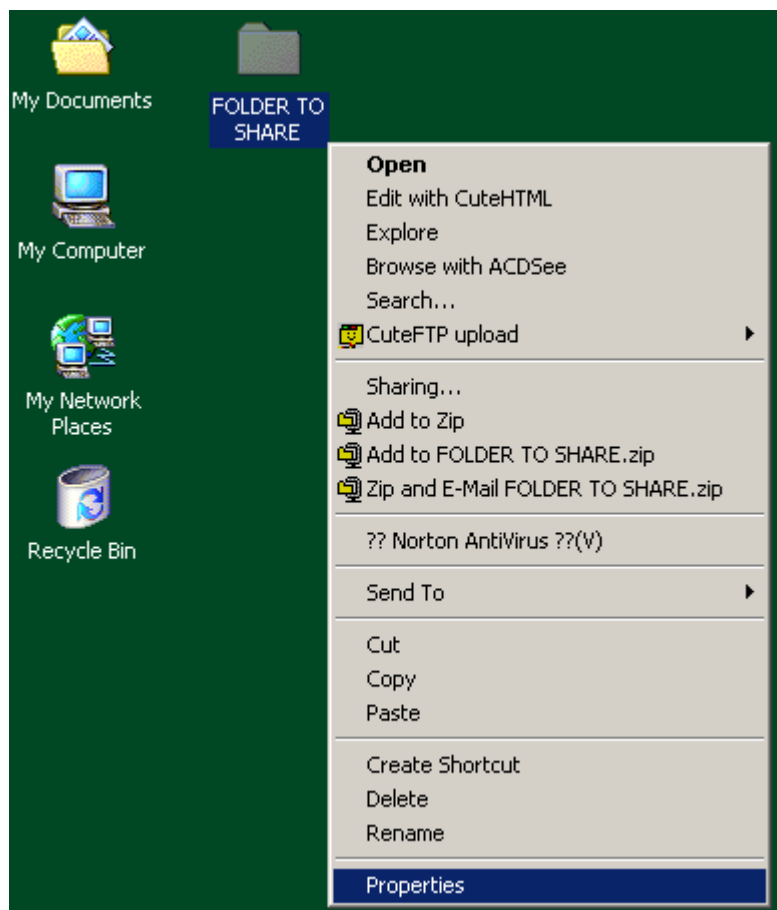 My Documents
FOLDER TO
SHARE
My Computer
My Network
Places
Recycle Bin
Open
Edit with CuteHTML
Explore
Browse with ACDSee
Search...
CuteFTP upload
Sharing...
Add to Zip
Add to FOLDER TO SHARE.zip
Zip and E-Mail FOLDER TO SHARE.zip
?? Norton AntiVirus ??(V)
Send To
Cut
Copy
Paste
Create Shortcut
Delete
Rename
Properties